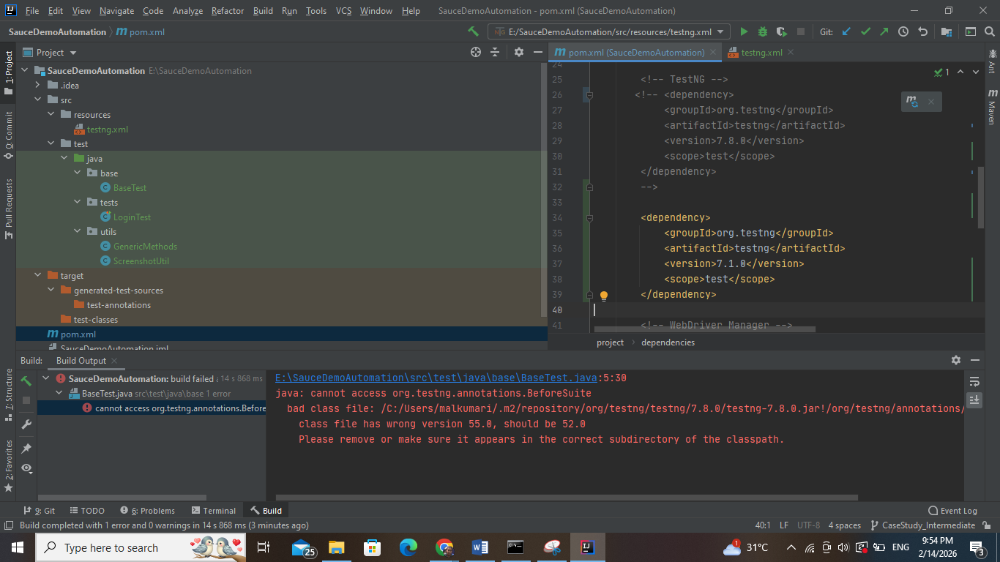 File Edit View Navigate Code Analyze Refactor Build Run Tools VCS Window Help SauceDemoAutomation - pom.xml (SauceDemoAutomation)
SauceDemoAutomation pom.xml E:/SauceDemoAutomation/src/resources/testng.xml Git:
Project
pom.xml (SauceDemoAutomation)
testng.xml
1: Project
0: Commit
Pull Requests
7: Structure
2: Favorites
SauceDemoAutomation E:\SauceDemoAutomation
.idea
src
resources
testng.xml
test
java
base
BaseTest
tests
LoginTest
utils
GenericMethods
ScreenshotUtil
target
generated-test-sources
test-annotations
test-classes
pom.xml
SauceDemoAutomation.iml
24
25 <!-- TestNG -->
26 <!-- <dependency>
27 <groupId>org.testng</groupId>
28 <artifactId>testng</artifactId>
29 <version>7.8.0</version>
30 <scope>test</scope>
31 </dependency>
32 -->
33
34 <dependency>
35 <groupId>org.testng</groupId>
36 <artifactId>testng</artifactId>
37 <version>7.1.0</version>
38 <scope>test</scope>
39 </dependency>
40
41 <!-- WebDriver Manager -->
1
project dependencies
Ant
Maven
Build: Build Output
SauceDemoAutomation: build failed 14 s 868 ms
BaseTest.java src\test\java\base 1 error
cannot access org.testng.annotations.Before
E:\SauceDemoAutomation\src\test\java\base\BaseTest.java:5:30
java: cannot access org.testng.annotations.BeforeSuite
bad class file: /C:/Users/malkumari/.m2/repository/org/testng/testng/7.8.0/testng-7.8.0.jar!/org/testng/annotations/
class file has wrong version 55.0, should be 52.0
Please remove or make sure it appears in the correct subdirectory of the classpath.
9: Git TODO 6: Problems Terminal Build Event Log
Build completed with 1 error and 0 warnings in 14 s 868 ms (3 minutes ago) 40:1 LF UTF-8 4 spaces CaseStudy_Intermediate
Type here to search 25 1 31°C ENG 9:54 PM
2/14/2026 3